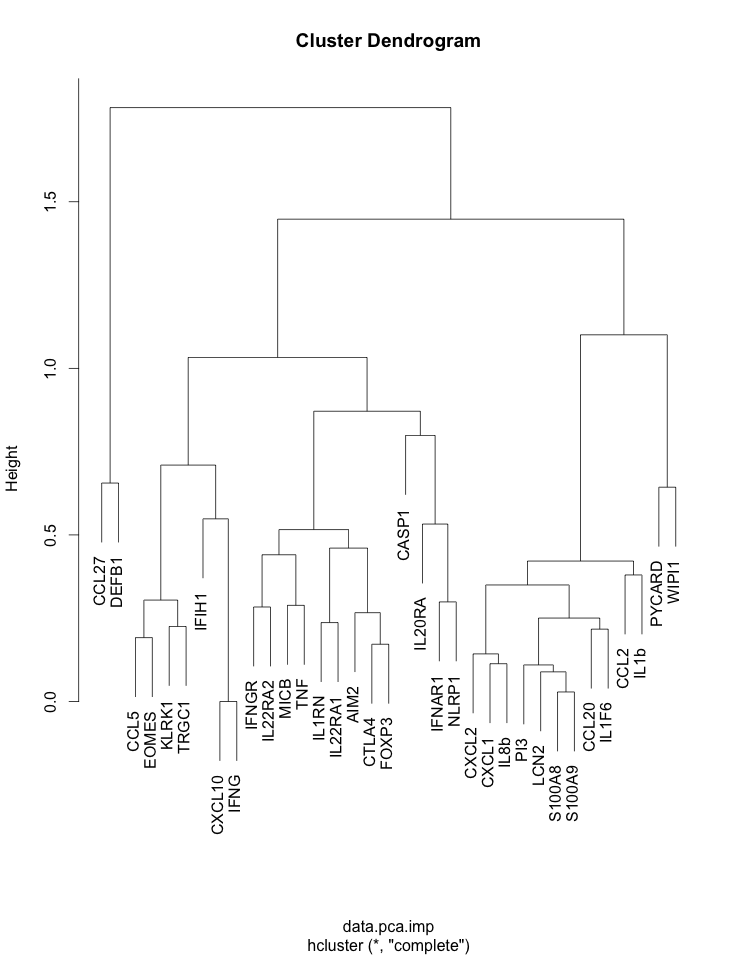 Cluster Dendrogram
Height
1.5
1.0
0.5
0.0
CCL27
DEFB1
CCL5
EOMES
KLRK1
TRGC1
IFIH1
CXCL10
IFNG
IFNGR
IL22RA2
MICB
TNF
IL1RN
IL22RA1
AIM2
CTLA4
FOXP3
CASP1
IL20RA
IFNAR1
NLRP1
CXCL2
CXCL1
IL8b
PI3
LCN2
S100A8
S100A9
CCL20
IL1F6
CCL2
IL1b
PYCARD
WIPI1
data.pca.imp
hcluster (*, "complete")